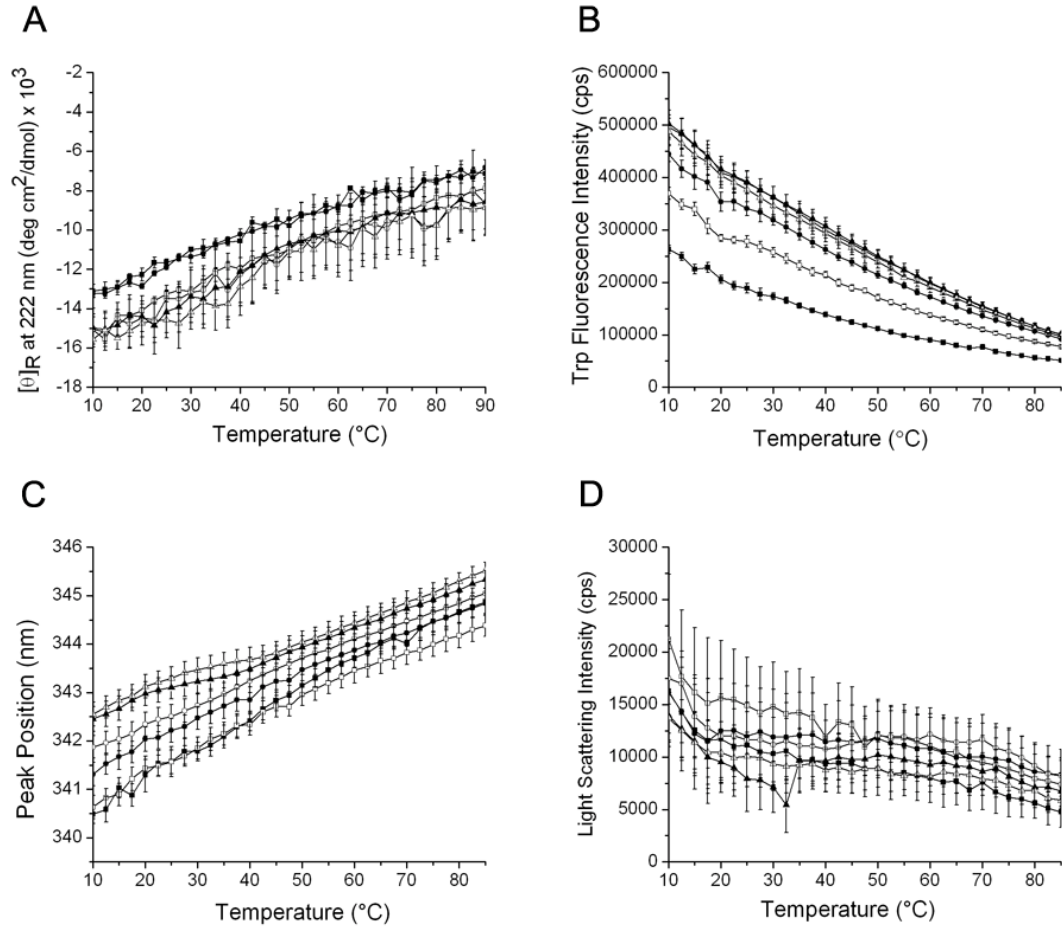 A
[θ]R at 222 nm (deg cm²/dmol) x 10³
-2
-4
-6
-8
-10
-12
-14
-16
-18
10 20 30 40 50 60 70 80 90
Temperature (°C)
B
Trp Fluorescence Intensity (cps)
600000
500000
400000
300000
200000
100000
0
10 20 30 40 50 60 70 80
Temperature (°C)
C
Peak Position (nm)
346
345
344
343
342
341
340
10 20 30 40 50 60 70 80
Temperature (°C)
D
Light Scattering Intensity (cps)
30000
25000
20000
15000
10000
5000
0
10 20 30 40 50 60 70 80
Temperature (°C)